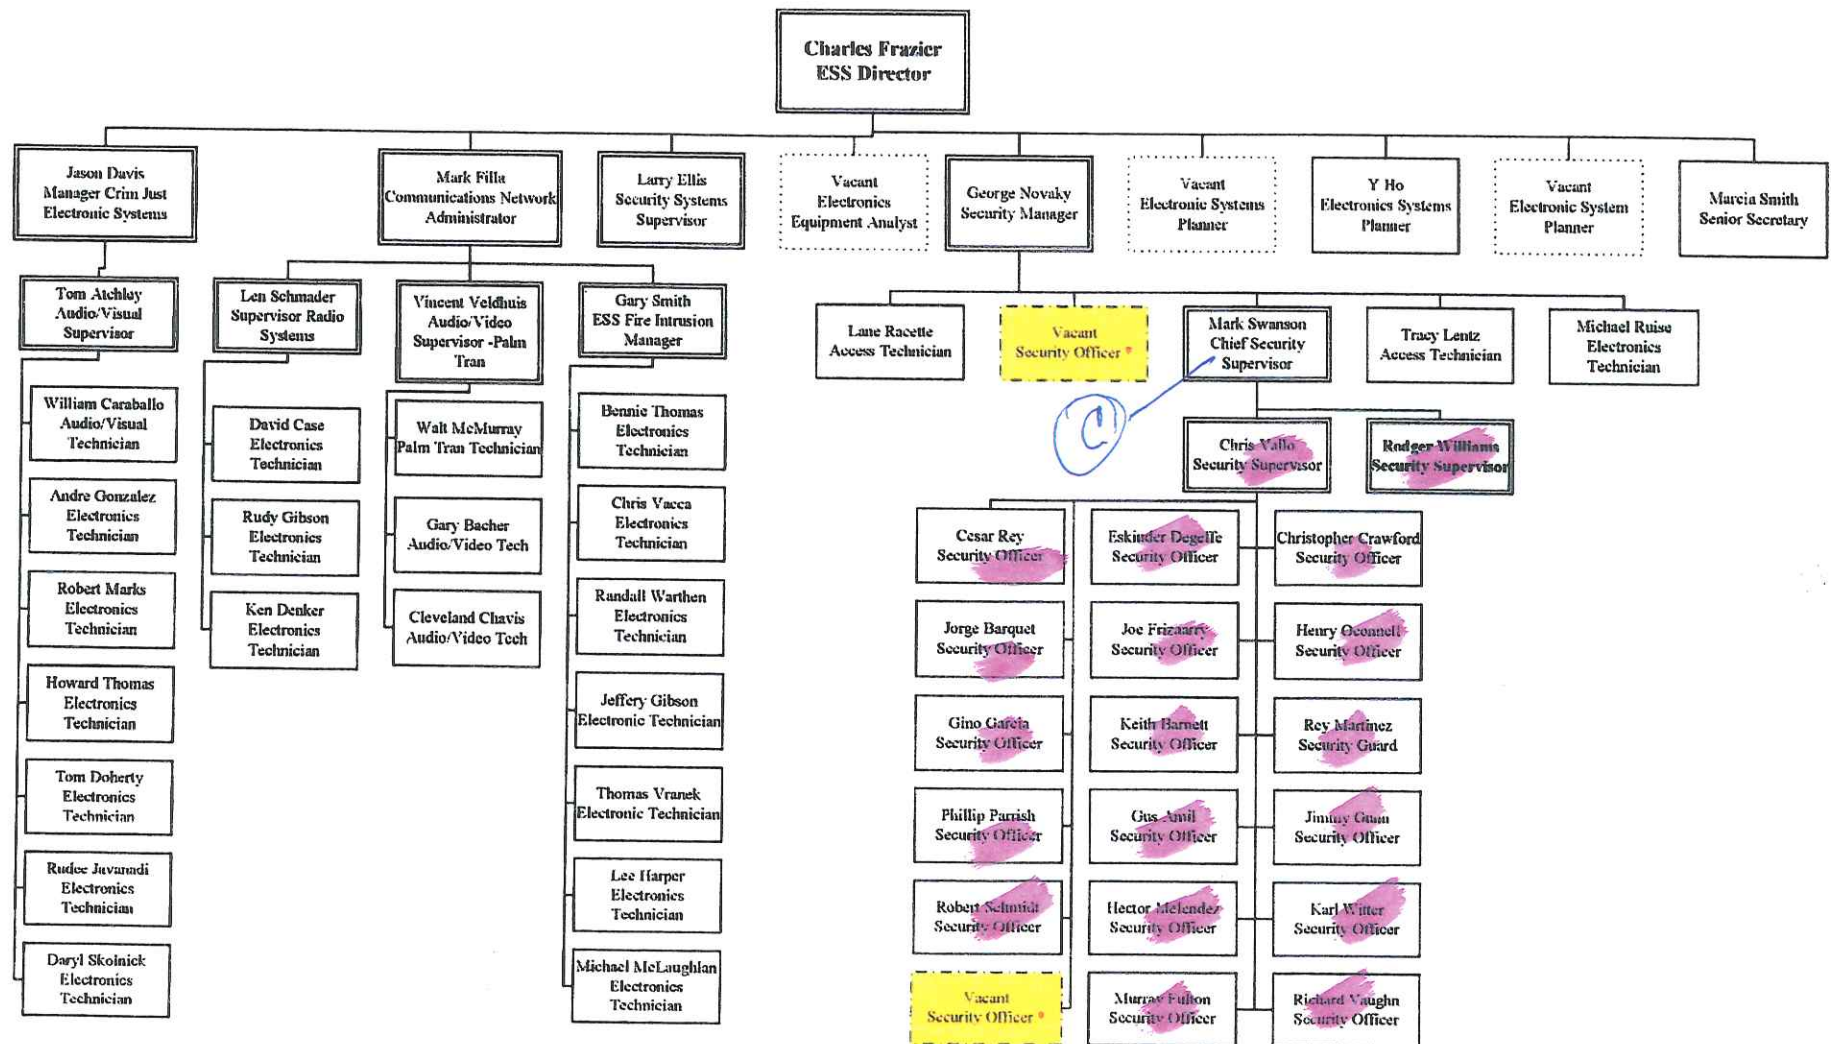 Charles Frazier
ESS Director
Jason Davis
Manager Crim Just
Electronic Systems
Mark Filla
Communications Network
Administrator
Larry Ellis
Security Systems
Supervisor
Vacant
Electronics
Equipment Analyst
George Novaky
Security Manager
Vacant
Electronic Systems
Planner
Y Ho
Electronics Systems
Planner
Vacant
Electronic System
Planner
Marcia Smith
Senior Secretary
Tom Atchley
Audio/Visual
Supervisor
Len Schmader
Supervisor Radio
Systems
Vincent Veldhuis
Audio/Video
Supervisor -Palm
Tran
Gary Smith
ESS Fire Intrusion
Manager
Lane Racette
Access Technician
Vacant
Security Officer *
Mark Swanson
Chief Security
Supervisor
Tracy Lentz
Access Technician
Michael Ruise
Electronics
Technician
C
Chris Vallo
Security Supervisor
Rodger Williams
Security Supervisor
William Caraballo
Audio/Visual
Technician
Andre Gonzalez
Electronics
Technician
Robert Marks
Electronics
Technician
Howard Thomas
Electronics
Technician
Tom Doherty
Electronics
Technician
Rudee Javanadi
Electronics
Technician
Daryl Skolnick
Electronics
Technician
David Case
Electronics
Technician
Rudy Gibson
Electronics
Technician
Ken Denker
Electronics
Technician
Walt McMurray
Palm Tran Technician
Gary Bacher
Audio/Video Tech
Cleveland Chavis
Audio/Video Tech
Bennie Thomas
Electronics
Technician
Chris Vacca
Electronics
Technician
Randall Warthen
Electronics
Technician
Jeffery Gibson
Electronic Technician
Thomas Vranek
Electronic Technician
Lee Harper
Electronics
Technician
Michael McLaughlan
Electronics
Technician
Cesar Rey
Security Officer
Jorge Barquet
Security Officer
Gino Garcia
Security Officer
Phillip Parrish
Security Officer
Robert Schmidt
Security Officer
Vacant
Security Officer *
Eskinder Degeffe
Security Officer
Joe Frizaarry
Security Officer
Keith Barnett
Security Officer
Gus Amil
Security Officer
Hector Melendez
Security Officer
Murray Fulton
Security Officer
Christopher Crawford
Security Officer
Henry Oconnell
Security Officer
Rey Martinez
Security Guard
Jimmy Gunn
Security Officer
Karl Witter
Security Officer
Richard Vaughn
Security Officer